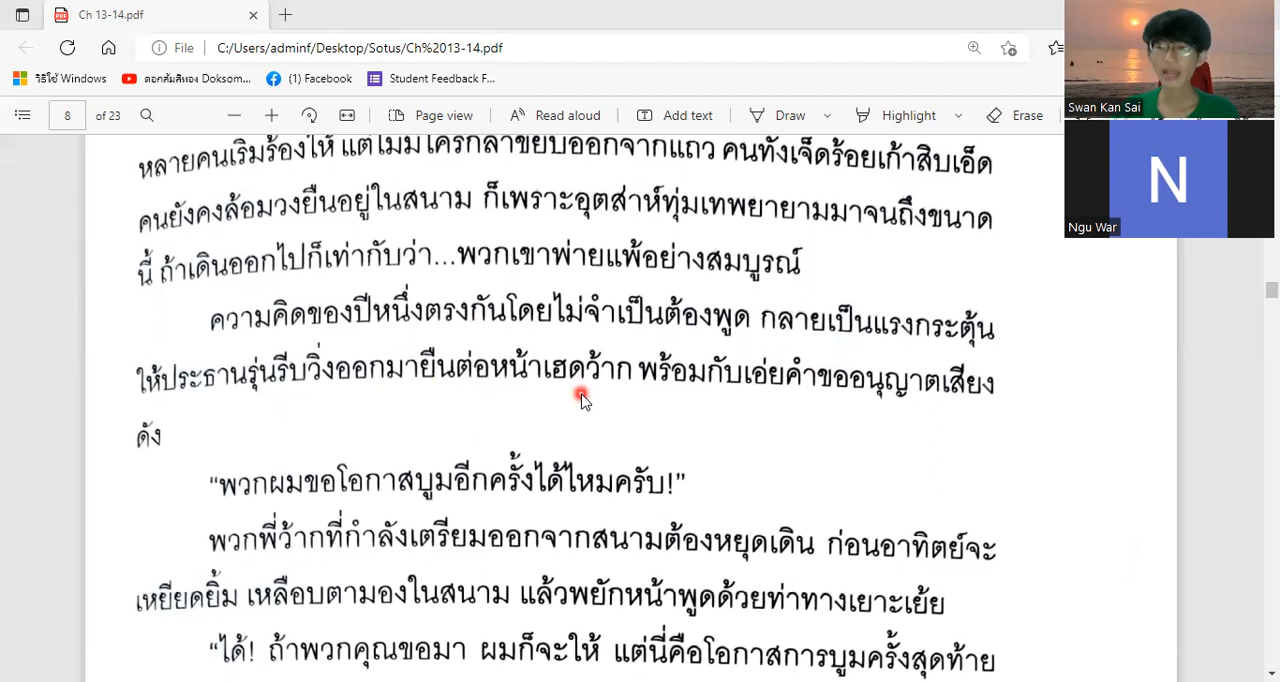 Ch 13-14.pdf
File
C:/Users/adminf/Desktop/Sotus/Ch%2013-14.pdf
วิธีใช้ Windows
ดอกส้มสีทอง Doksom...
(1) Facebook
Student Feedback F...
8 of 23
Page view
Read aloud
Add text
Draw
Highlight
Erase
หลายคนเริ่มร้องไห้ แต่ไม่มีใครกล้าขยับออกจากแถว คนทั้งเจ็ดร้อยเก้าสิบเอ็ด
คนยังคงล้อมวงยืนอยู่ในสนาม ก็เพราะอุตส่าห์ทุ่มเทพยายามมาจนถึงขนาด
นี้ ถ้าเดินออกไปก็เท่ากับว่า...พวกเขาพ่ายแพ้อย่างสมบูรณ์
ความคิดของปีหนึ่งตรงกันโดยไม่จำเป็นต้องพูด กลายเป็นแรงกระตุ้น
ให้ประธานรุ่นรีบวิ่งออกมายืนต่อหน้าเฮดว้าก พร้อมกับเอ่ยคำขออนุญาตเสียง
ดัง
“พวกผมขอโอกาสบูมอีกครั้งได้ไหมครับ!”
พวกพี่ว้ากที่กำลังเตรียมออกจากสนามต้องหยุดเดิน ก่อนอาทิตย์จะ
เหยียดยิ้ม เหลือบตามองในสนาม แล้วพยักหน้าพูดด้วยท่าทางเยาะเย้ย
“ได้! ถ้าพวกคุณขอมา ผมก็จะให้ แต่นี่คือโอกาสการบูมครั้งสุดท้าย
Swan Kan Sai
N
Ngu War